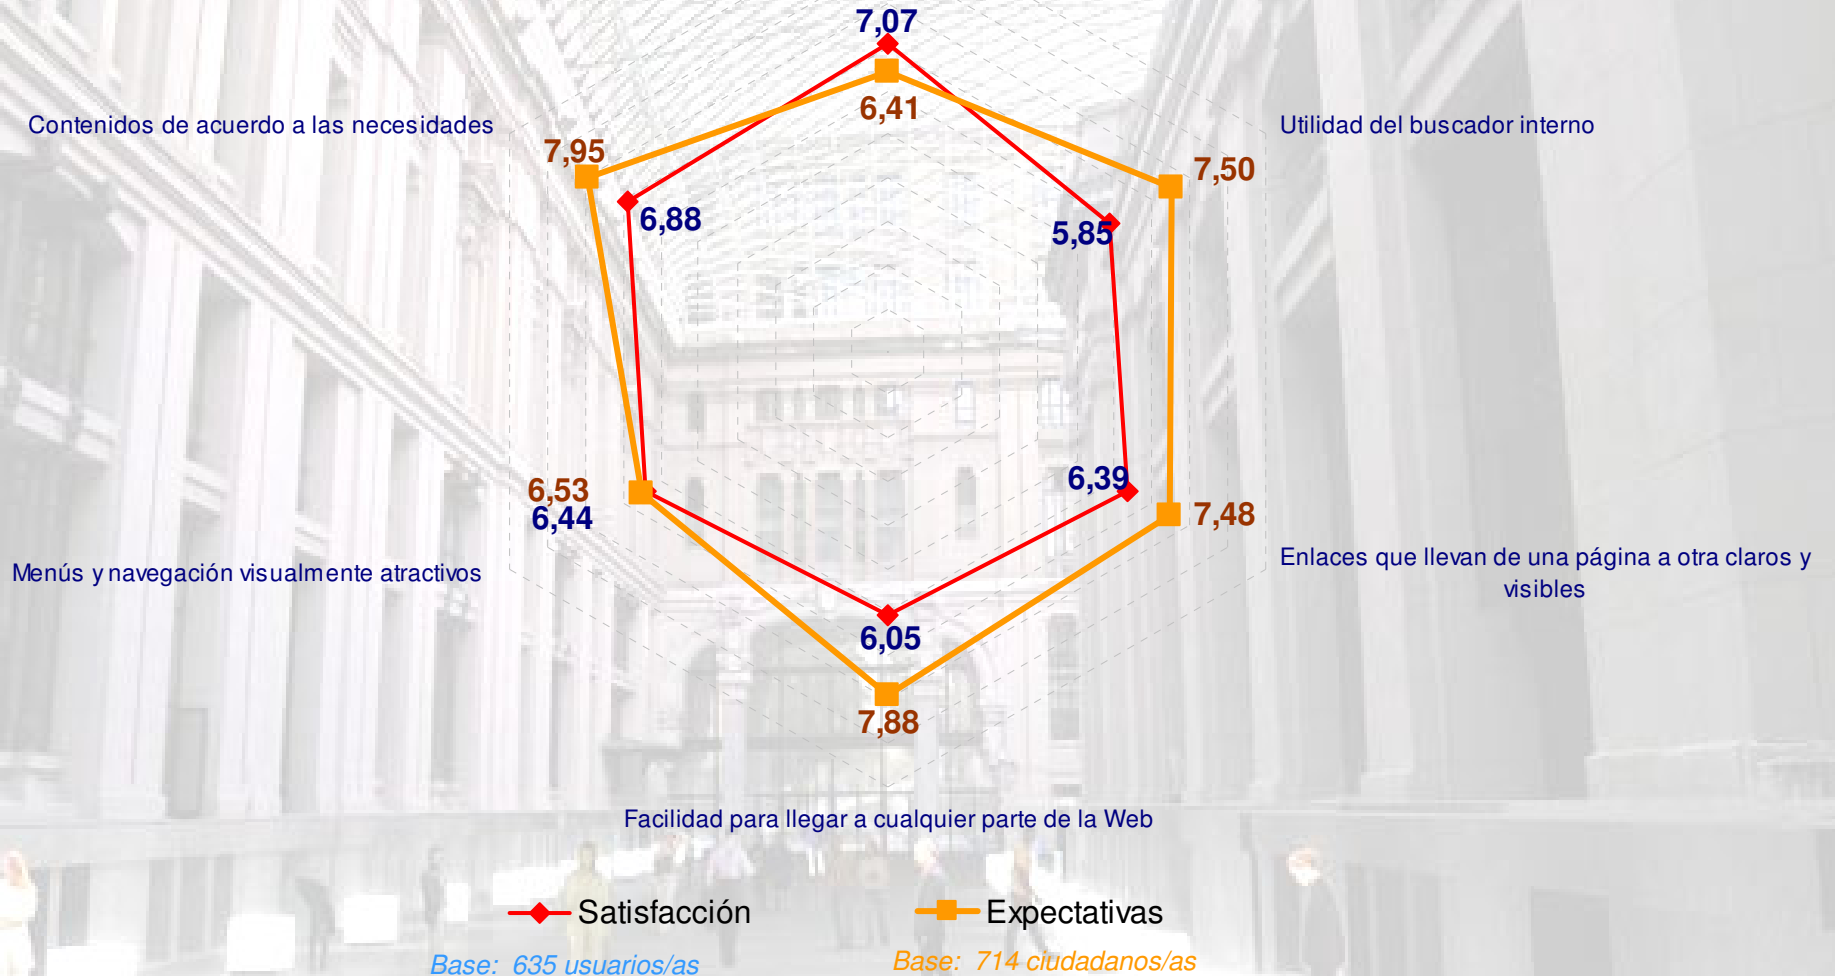 7,07
6,41
Contenidos de acuerdo a las necesidades
Utilidad del buscador interno
7,95
7,50
6,88
5,85
6,39
6,53
6,44
7,48
Menús y navegación visualmente atractivos
Enlaces que llevan de una página a otra claros y
visibles
6,05
7,88
Facilidad para llegar a cualquier parte de la Web
Satisfacción
Expectativas
Base: 635 usuarios/as
Base: 714 ciudadanos/as